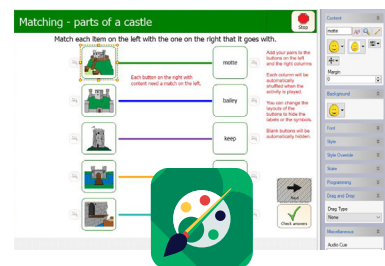 Matching - parts of a castle
Stop
Match each item on the left with the one on the right that it goes with.
motte
Each button on the right with
content need a match on the left.
bailey
keep
Add your pairs to the
buttons on the left
and the right columns
Each column will be
automatically
shuffled when the
activity is played.
You can change the
layouts of the
buttons to hide the
labels or the symbols.
Blank buttons will be
automatically hidden.
Next
Check answers
Content
motte
Margin
0
Background
Font
Style
Style Override
State
Programming
Drag and Drop
Drag Type
None
Miscellaneous
Audio Cue